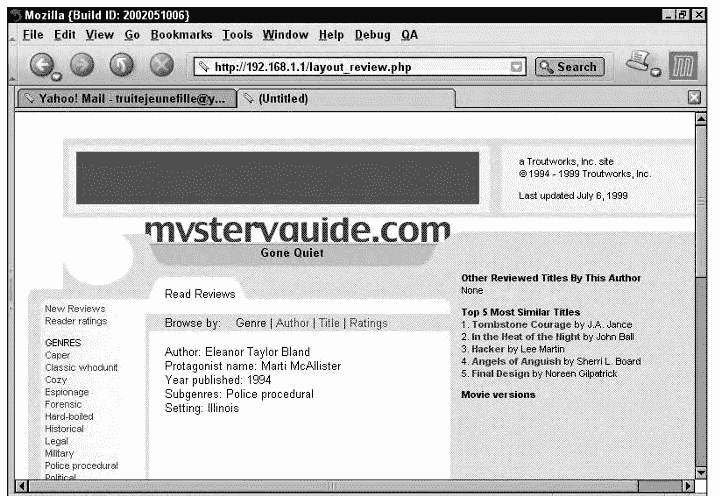 Mozilla {Build ID: 2002051006}
File Edit View Go Bookmarks Tools Window Help Debug QA
http://192.168.1.1/layout_review.php Search
Yahoo! Mail - truitejeunefille@y... (Untitled)
a Troutworks, Inc. site
© 1994 - 1999 Troutworks, Inc.
Last updated July 6, 1999
mysteryguide.com
Gone Quiet
Read Reviews
New Reviews
Reader ratings
GENRES
Caper
Classic whodunit
Cozy
Espionage
Forensic
Hard-boiled
Historical
Legal
Military
Police procedural
Political
Browse by: Genre | Author | Title | Ratings
Author: Eleanor Taylor Bland
Protagonist name: Marti McAllister
Year published: 1994
Subgenres: Police procedural
Setting: Illinois
Other Reviewed Titles By This Author
None
Top 5 Most Similar Titles
1. Tombstone Courage by J.A. Jance
2. In the Heat of the Night by John Ball
3. Hacker by Lee Martin
4. Angels of Anguish by Sherri L. Board
5. Final Design by Noreen Gilpatrick
Movie versions